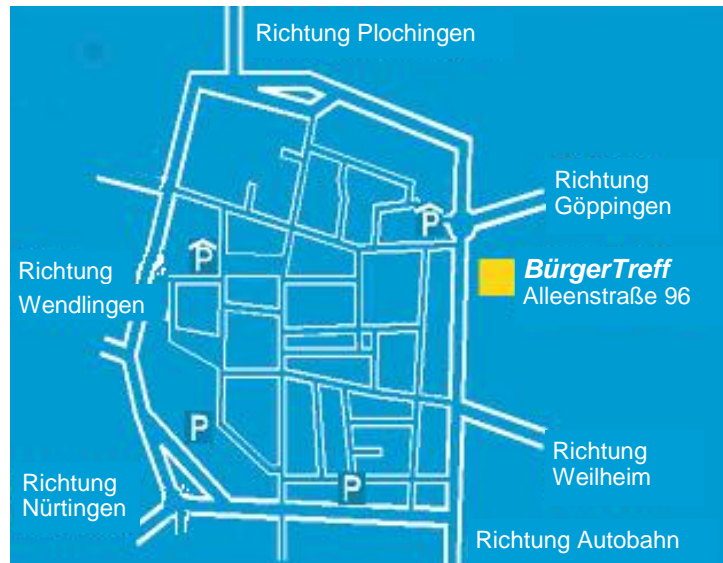 Richtung Plochingen
Richtung
Göppingen
P
P
BürgerTreff
Alleenstraße 96
Richtung
Wendlingen
P
Richtung
Weilheim
Richtung
Nürtingen
P
Richtung Autobahn